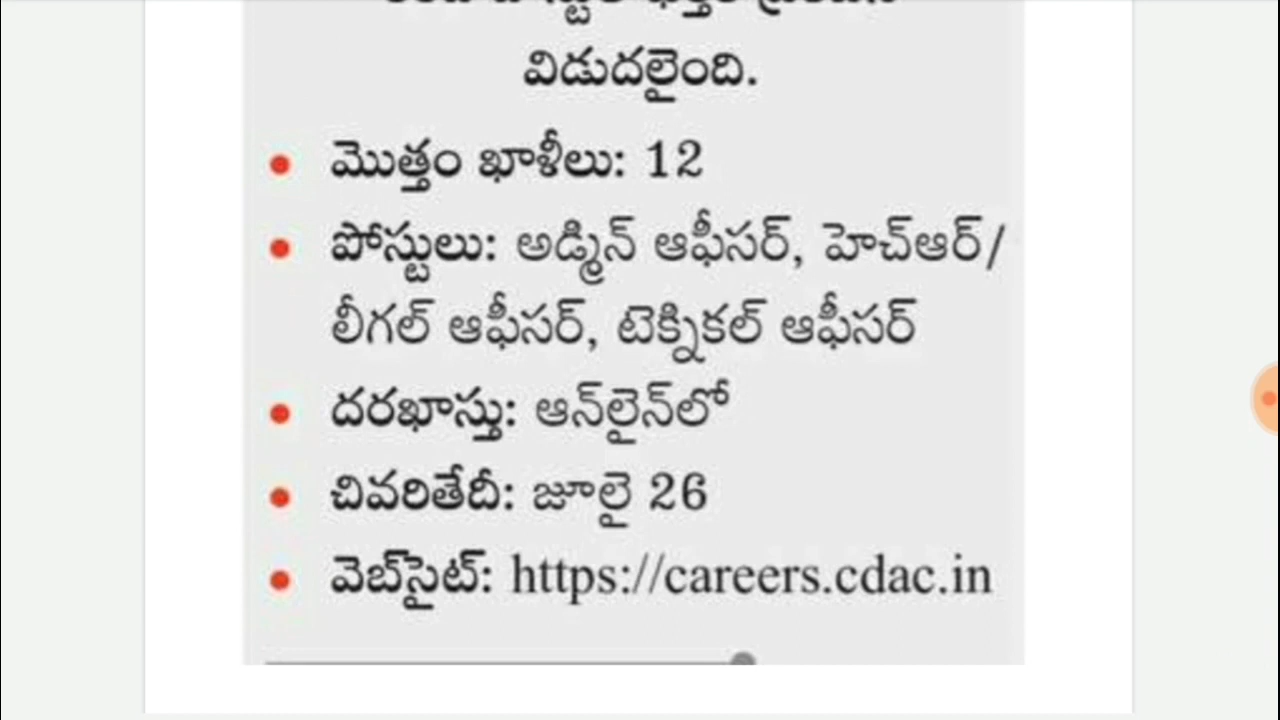 విడుదలైంది.
మొత్తం ఖాళీలు: 12
పోస్టులు: అడ్మిన్ ఆఫీసర్, హెచ్ఆర్/
లీగల్ ఆఫీసర్, టెక్నికల్ ఆఫీసర్
దరఖాస్తు: ఆన్‌లైన్‌లో
చివరితేదీ: జూలై 26
వెబ్‌సైట్: https://careers.cdac.in